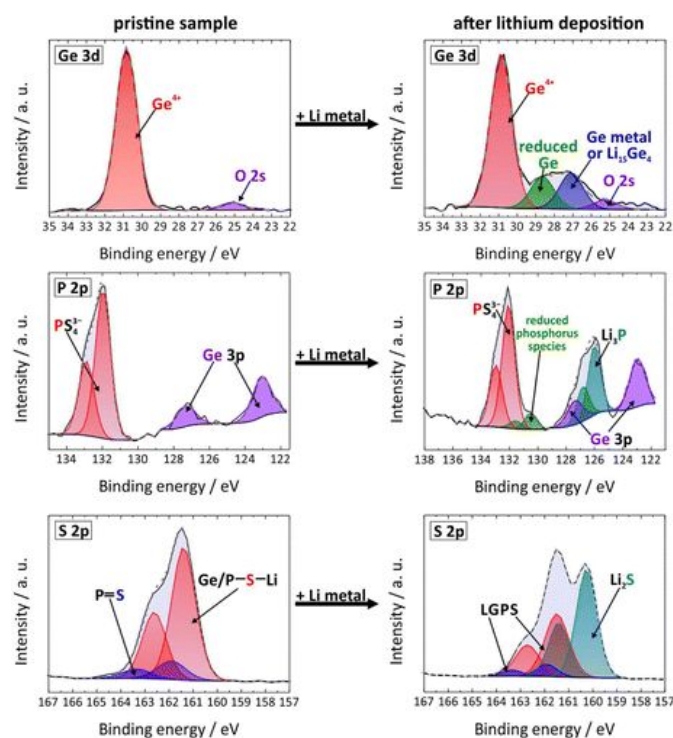 pristine sample
after lithium deposition
Ge 3d
Ge⁴⁺
O 2s
Intensity / a. u.
35 34 33 32 31 30 29 28 27 26 25 24 23 22
Binding energy / eV
+ Li metal
Ge 3d
Ge⁴⁺
reduced
Ge
Ge metal
or Li₁₅Ge₄
O 2s
Intensity / a. u.
35 34 33 32 31 30 29 28 27 26 25 24 23 22
Binding energy / eV
P 2p
PS₄³⁻
Ge 3p
Intensity / a. u.
134 132 130 128 126 124 122
Binding energy / eV
+ Li metal
P 2p
PS₄³⁻
reduced
phosphorus
species
Li₃P
Ge 3p
Intensity / a. u.
138 136 134 132 130 128 126 124 122
Binding energy / eV
S 2p
P=S
Ge/P–S–Li
Intensity / a. u.
167 166 165 164 163 162 161 160 159 158 157
Binding energy / eV
+ Li metal
S 2p
LGPS
Li₂S
Intensity / a. u.
167 166 165 164 163 162 161 160 159 158 157
Binding energy / eV